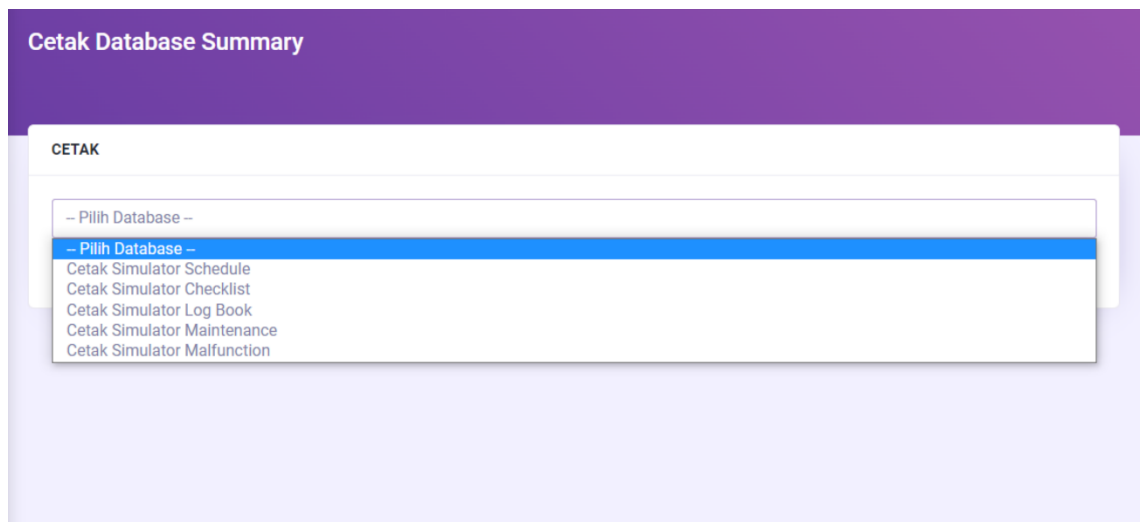 Cetak Database Summary
CETAK
-- Pilih Database --
-- Pilih Database --
Cetak Simulator Schedule
Cetak Simulator Checklist
Cetak Simulator Log Book
Cetak Simulator Maintenance
Cetak Simulator Malfunction